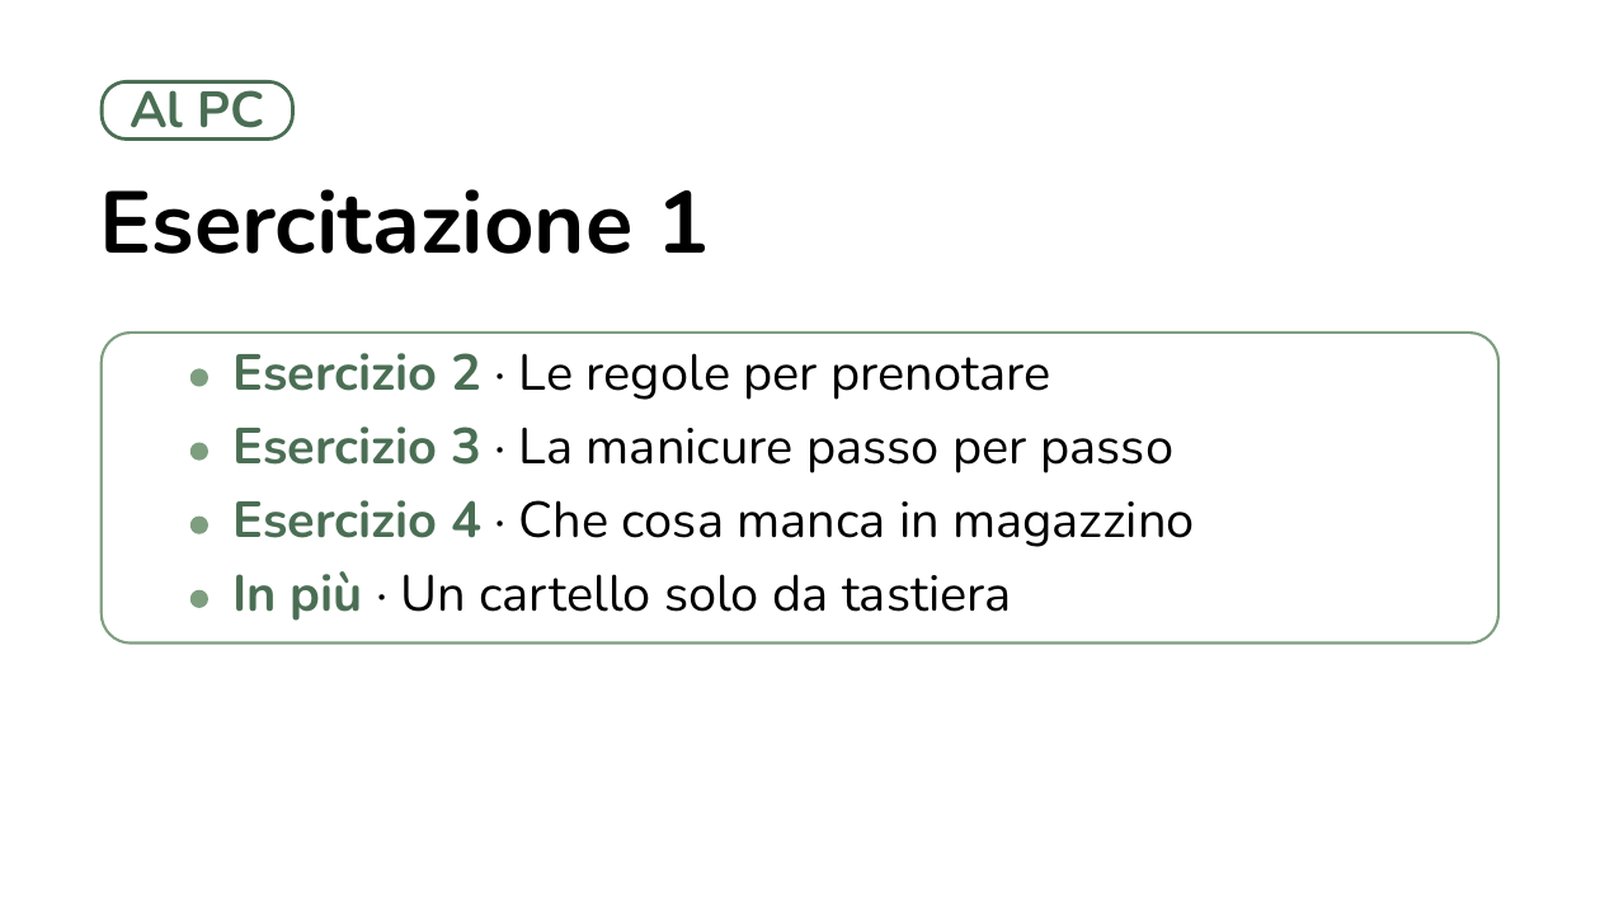 Al PC
Esercitazione 1
• Esercizio 2 · Le regole per prenotare
• Esercizio 3 · La manicure passo per passo
• Esercizio 4 · Che cosa manca in magazzino
• In più · Un cartello solo da tastiera